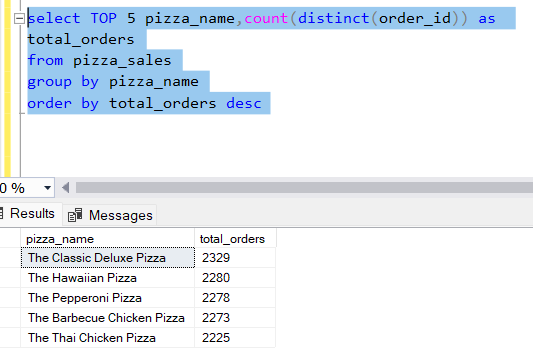 select TOP 5 pizza_name,count(distinct(order_id)) as
total_orders
from pizza_sales
group by pizza_name
order by total_orders desc
0 %
Results Messages
pizza_name total_orders
The Classic Deluxe Pizza 2329
The Hawaiian Pizza 2280
The Pepperoni Pizza 2278
The Barbecue Chicken Pizza 2273
The Thai Chicken Pizza 2225